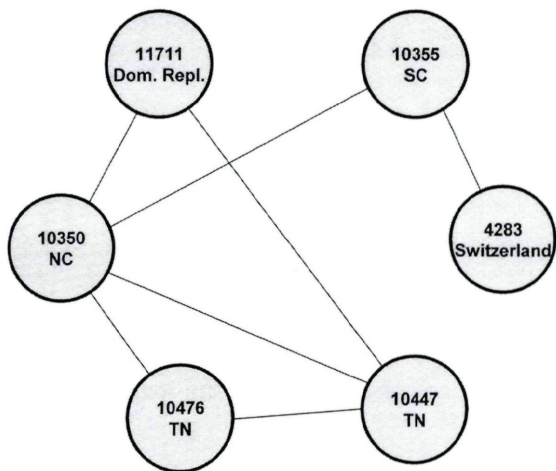 11711
Dom. Repl.
10355
SC
10350
NC
4283
Switzerland
10476
TN
10447
TN